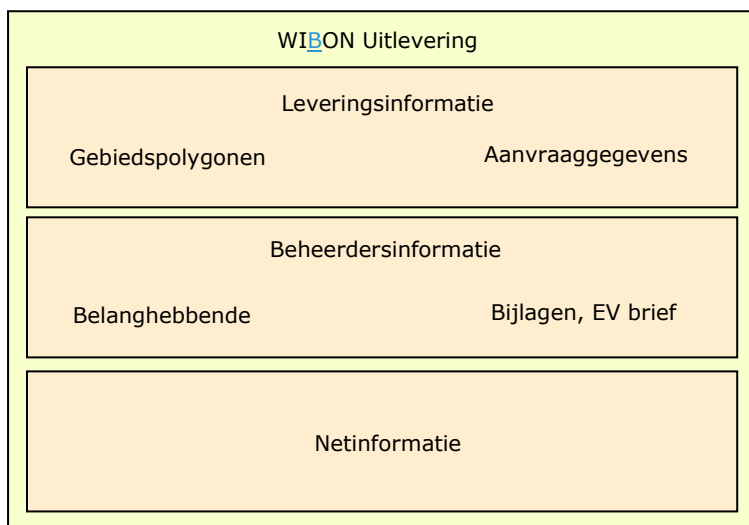 WIBON Uitlevering
Leveringsinformatie
Gebiedspolygonen
Aanvraaggegevens
Beheerdersinformatie
Belanghebbende
Bijlagen, EV brief
Netinformatie